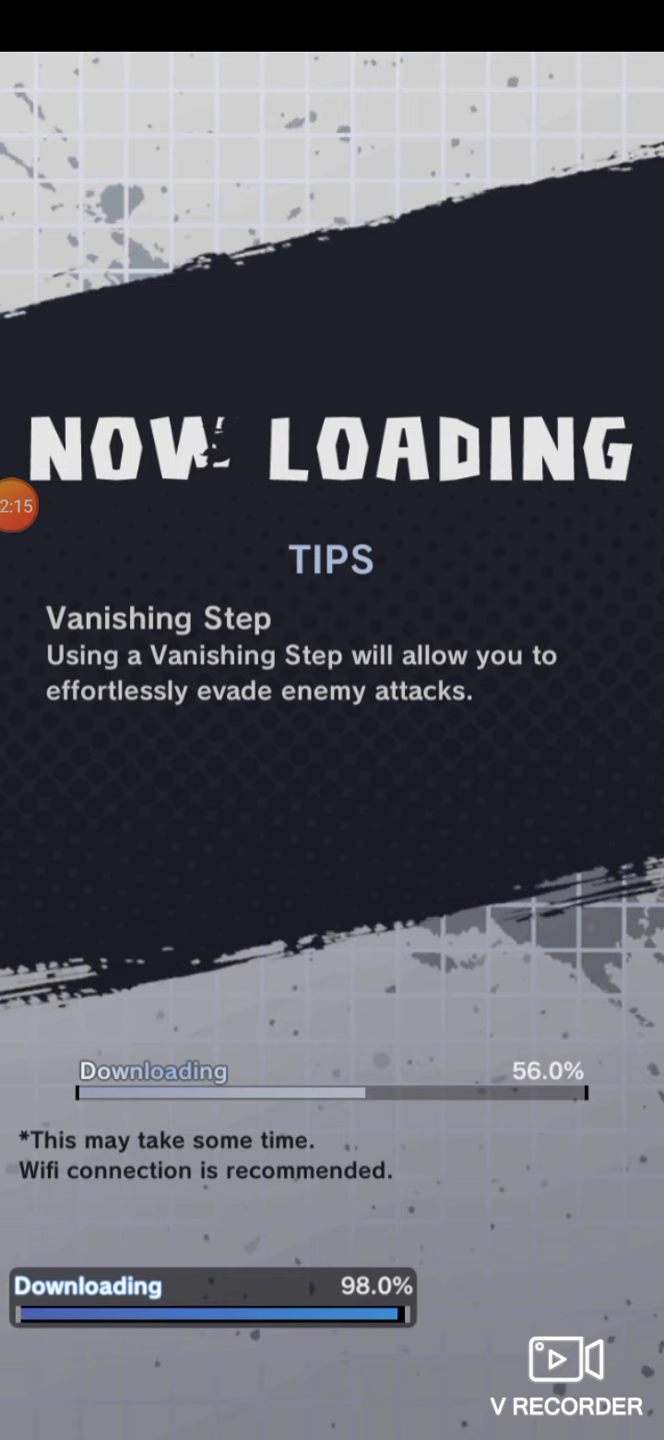 NOW LOADING
2:15
TIPS
Vanishing Step
Using a Vanishing Step will allow you to
effortlessly evade enemy attacks.
Downloading 56.0%
*This may take some time.
Wifi connection is recommended.
Downloading 98.0%
V RECORDER